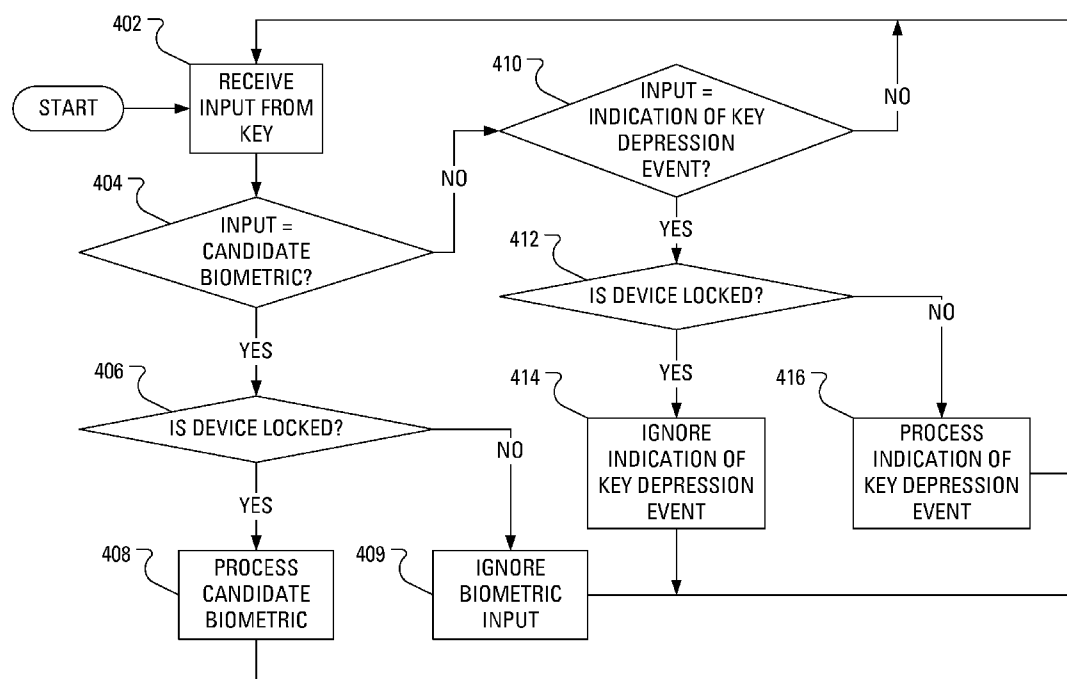 402
START
RECEIVE
INPUT FROM
KEY
404
INPUT =
CANDIDATE
BIOMETRIC?
NO
YES
406
IS DEVICE LOCKED?
NO
YES
408
PROCESS
CANDIDATE
BIOMETRIC
409
IGNORE
BIOMETRIC
INPUT
410
INPUT =
INDICATION OF KEY
DEPRESSION
EVENT?
NO
YES
412
IS DEVICE LOCKED?
NO
YES
414
IGNORE
INDICATION OF
KEY DEPRESSION
EVENT
416
PROCESS
INDICATION OF
KEY DEPRESSION
EVENT